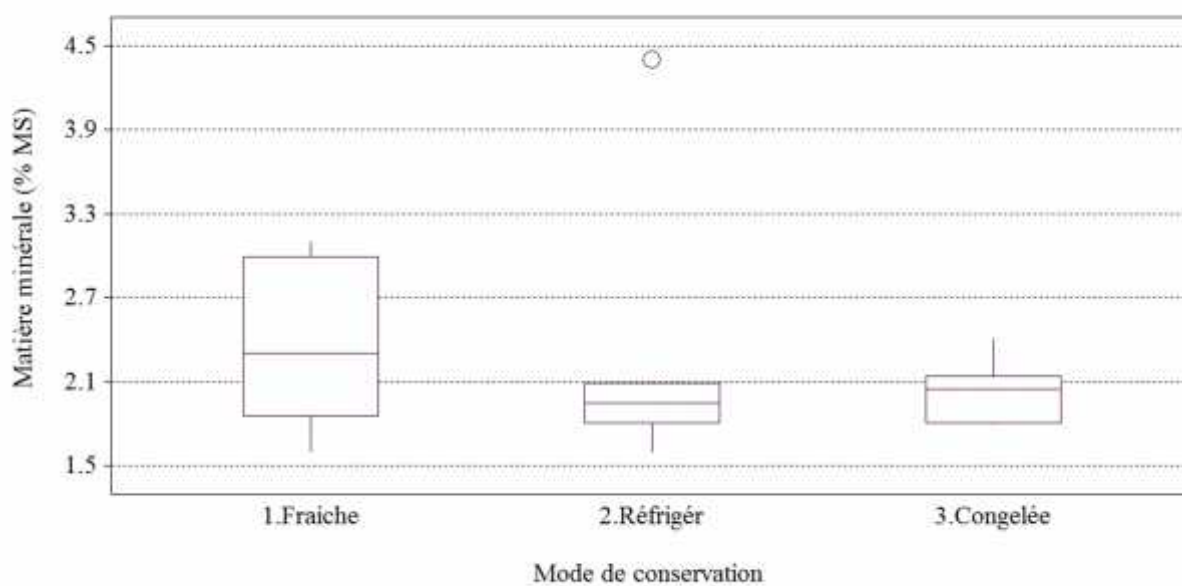 Matière minérale (% MS)
4.5
3.9
3.3
2.7
2.1
1.5
1.Fraiche
2.Réfrigér
3.Congelée
Mode de conservation